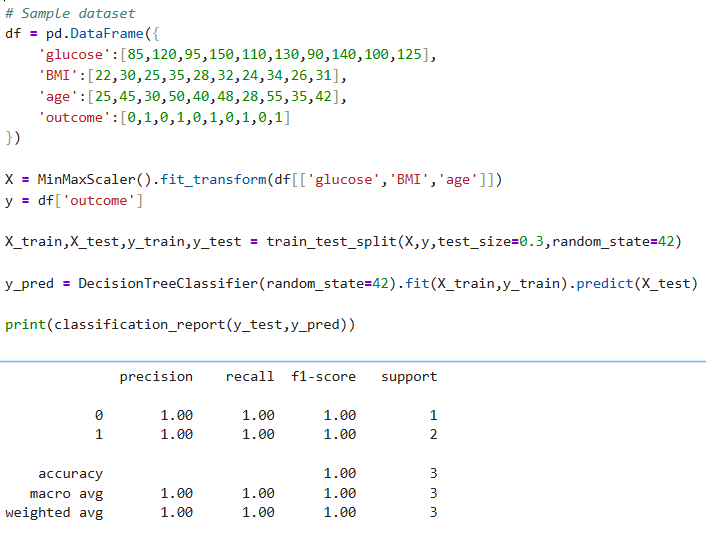 # Sample dataset
df = pd.DataFrame({
    'glucose':[85,120,95,150,110,130,90,140,100,125],
    'BMI':[22,30,25,35,28,32,24,34,26,31],
    'age':[25,45,30,50,40,48,28,55,35,42],
    'outcome':[0,1,0,1,0,1,0,1,0,1]
})
X = MinMaxScaler().fit_transform(df[['glucose','BMI','age']])
y = df['outcome']
X_train,X_test,y_train,y_test = train_test_split(X,y,test_size=0.3,random_state=42)
y_pred = DecisionTreeClassifier(random_state=42).fit(X_train,y_train).predict(X_test)
print(classification_report(y_test,y_pred))
              precision    recall  f1-score   support
           0       1.00      1.00      1.00         1
           1       1.00      1.00      1.00         2
    accuracy                           1.00         3
   macro avg       1.00      1.00      1.00         3
weighted avg       1.00      1.00      1.00         3